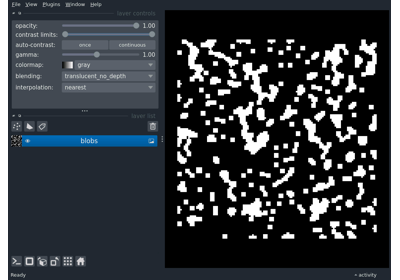 File View Plugins Window Help
layer controls
opacity: 1.00
contrast limits:
auto-contrast: once continuous
gamma: 1.00
colormap: gray
blending: translucent_no_depth
interpolation: nearest
layer list
blobs
Ready
activity